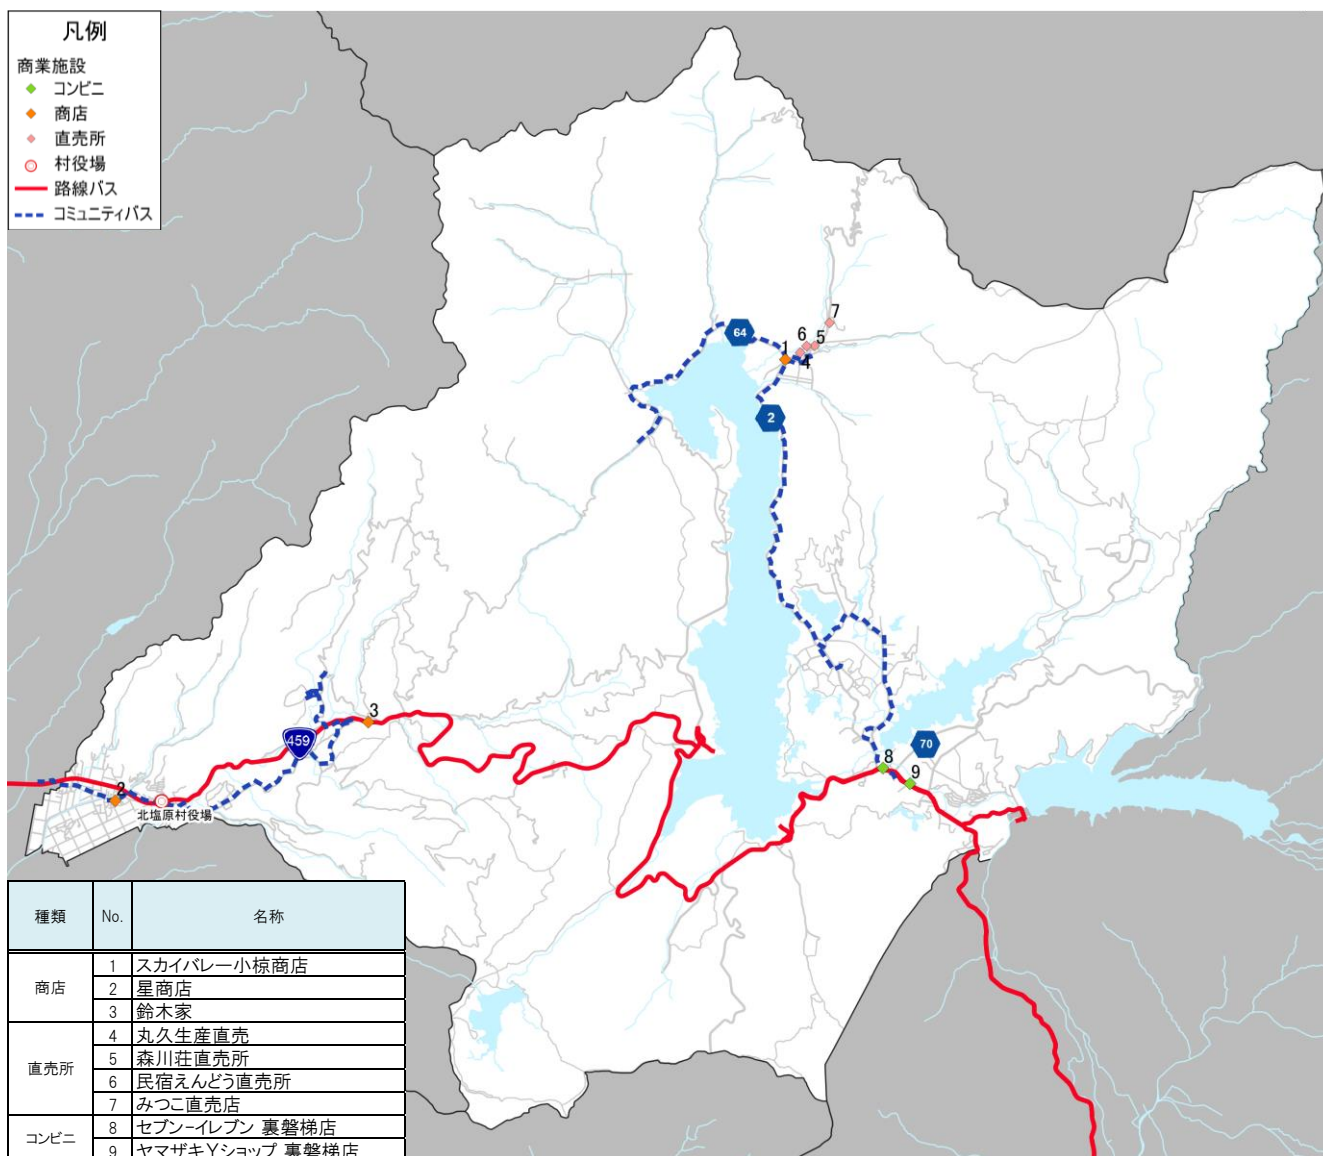 凡例
商業施設
コンビニ
商店
直売所
村役場
路線バス
コミュニティバス
64
7
6
5
1
4
2
3
459
70
8
9
2
北塩原村役場
種類 No. 名称
商店
1 スカイバレー小椋商店
2 星商店
3 鈴木家
直売所
4 丸久生産直売
5 森川荘直売所
6 民宿えんどう直売所
7 みつこ直売店
コンビニ
8 セブン-イレブン 裏磐梯店
9 ヤマザキYショップ 裏磐梯店